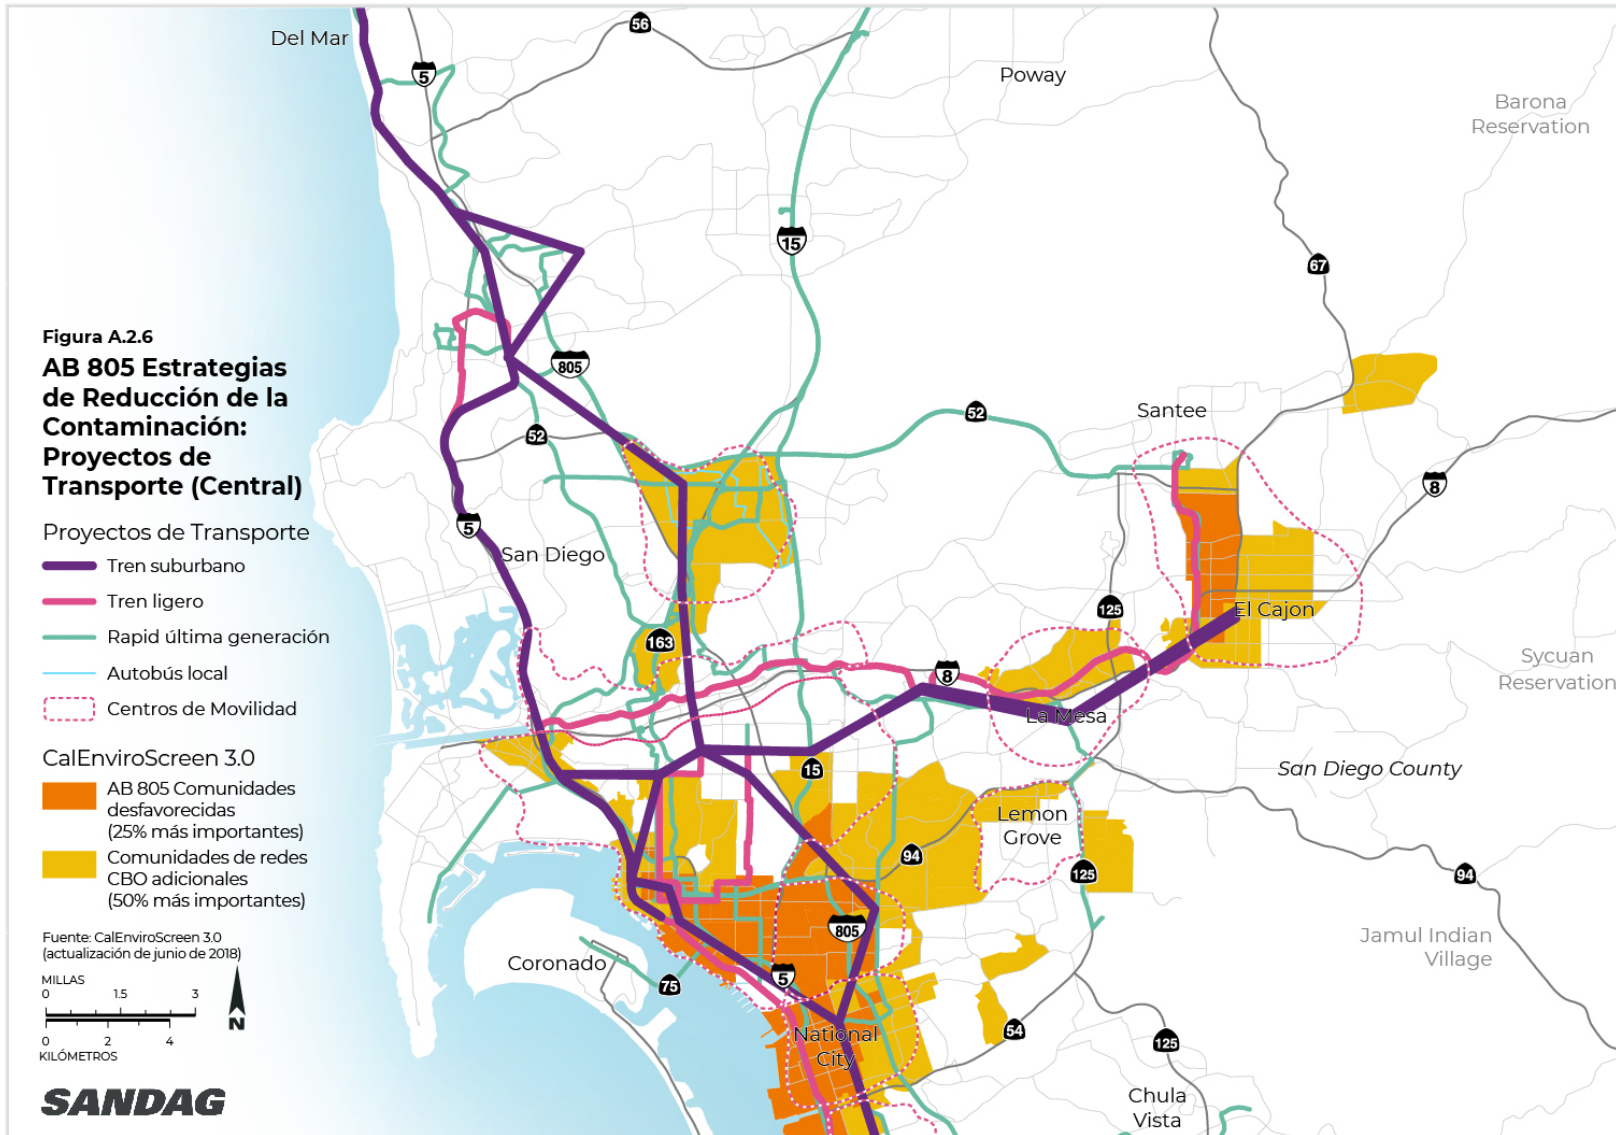 Figura A.2.6
AB 805 Estrategias
de Reducción de la
Contaminación:
Proyectos de
Transporte (Central)
Proyectos de Transporte
Tren suburbano
Tren ligero
Rapid última generación
Autobús local
Centros de Movilidad
CalEnviroScreen 3.0
AB 805 Comunidades
desfavorecidas
(25% más importantes)
Comunidades de redes
CBO adicionales
(50% más importantes)
Fuente: CalEnviroScreen 3.0
(actualización de junio de 2018)
MILLAS
0 1.5 3
0 2 4
KILÓMETROS
N
SANDAG
Del Mar
56
5
Poway
Barona
Reservation
15
67
805
52
Santee
52
8
5
San Diego
125
El Cajon
163
8
Sycuan
Reservation
La Mesa
15
San Diego County
Lemon
Grove
94
125
94
805
Jamul Indian
Village
Coronado
75
5
National
City
54
125
Chula
Vista